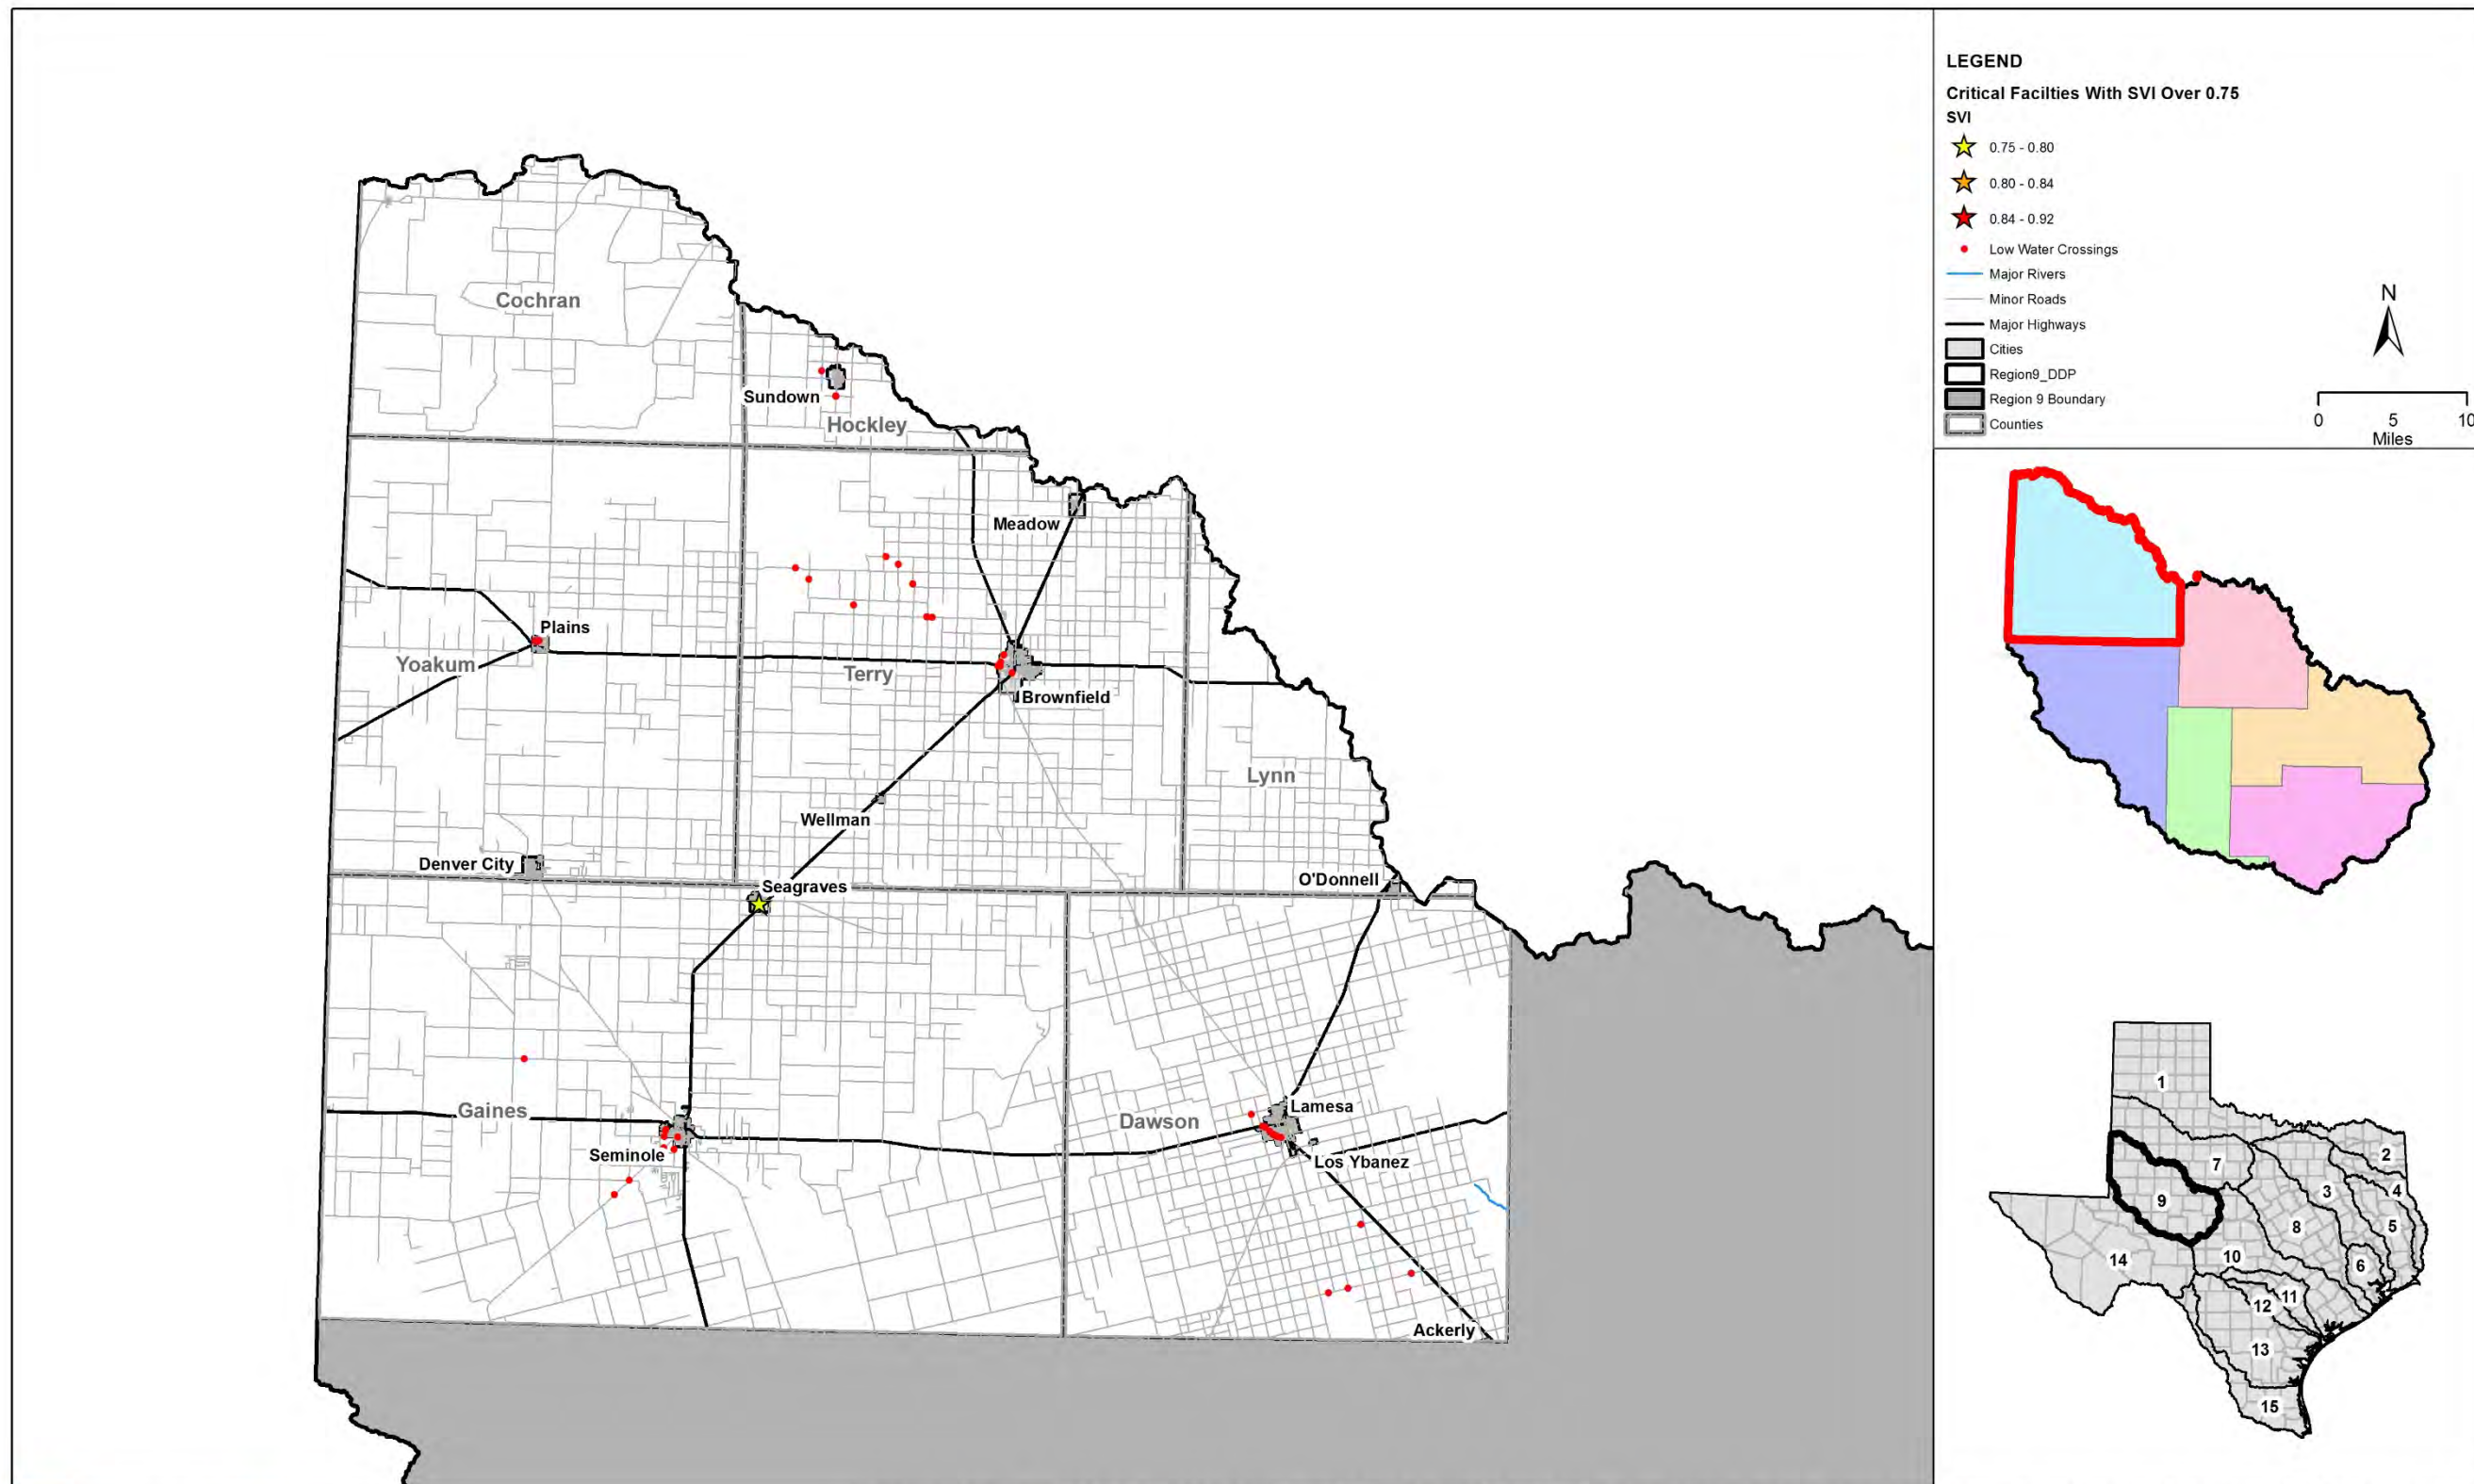 Cochran
Sundown
Hockley
Meadow
Plains
Yoakum
Terry
Brownfield
Lynn
Wellman
Denver City
Seagraves
O'Donnell
Gaines
Seminole
Dawson
Lamesa
Los Ybanez
Ackerly
LEGEND
Critical Facilties With SVI Over 0.75
SVI
0.75 - 0.80
0.80 - 0.84
0.84 - 0.92
Low Water Crossings
Major Rivers
Minor Roads
Major Highways
Cities
Region9_DDP
Region 9 Boundary
Counties
N
0 5 10
Miles
1
2
7
3
4
9
8
5
14
10
6
11
12
13
15